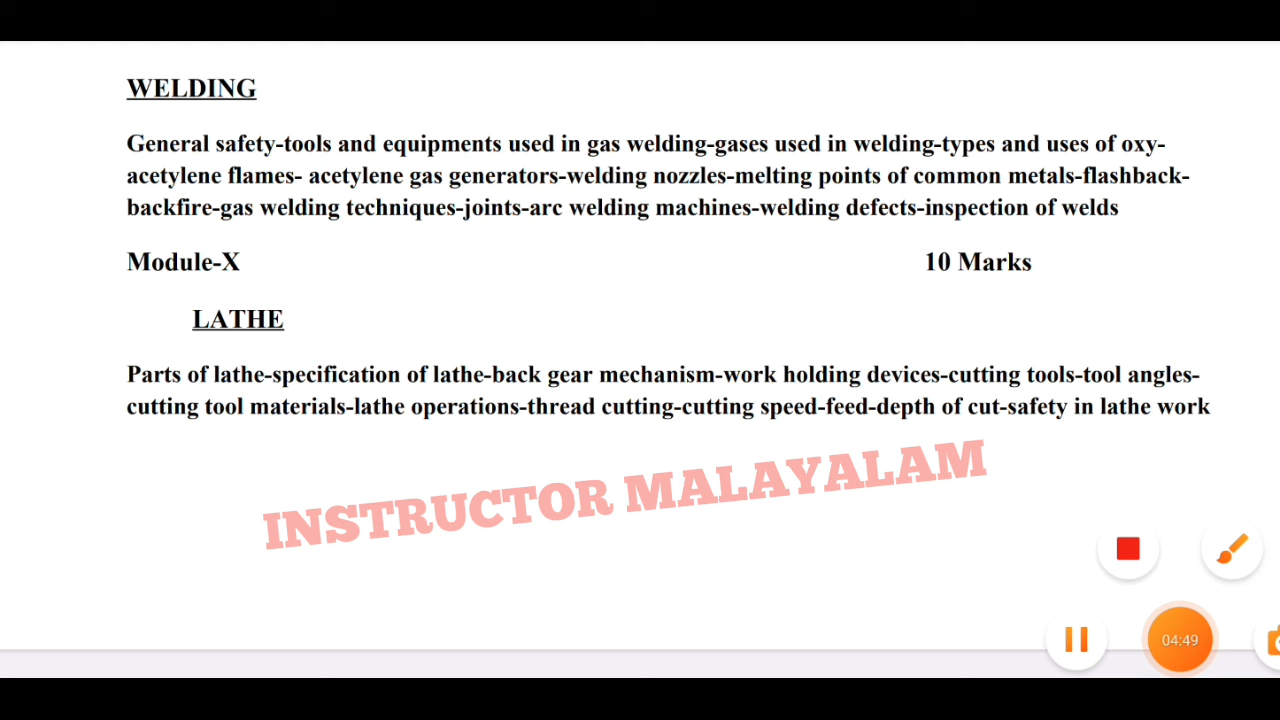 WELDING
General safety-tools and equipments used in gas welding-gases used in welding-types and uses of oxy-
acetylene flames- acetylene gas generators-welding nozzles-melting points of common metals-flashback-
backfire-gas welding techniques-joints-arc welding machines-welding defects-inspection of welds
Module-X 10 Marks
LATHE
Parts of lathe-specification of lathe-back gear mechanism-work holding devices-cutting tools-tool angles-
cutting tool materials-lathe operations-thread cutting-cutting speed-feed-depth of cut-safety in lathe work
INSTRUCTOR MALAYALAM
04:49